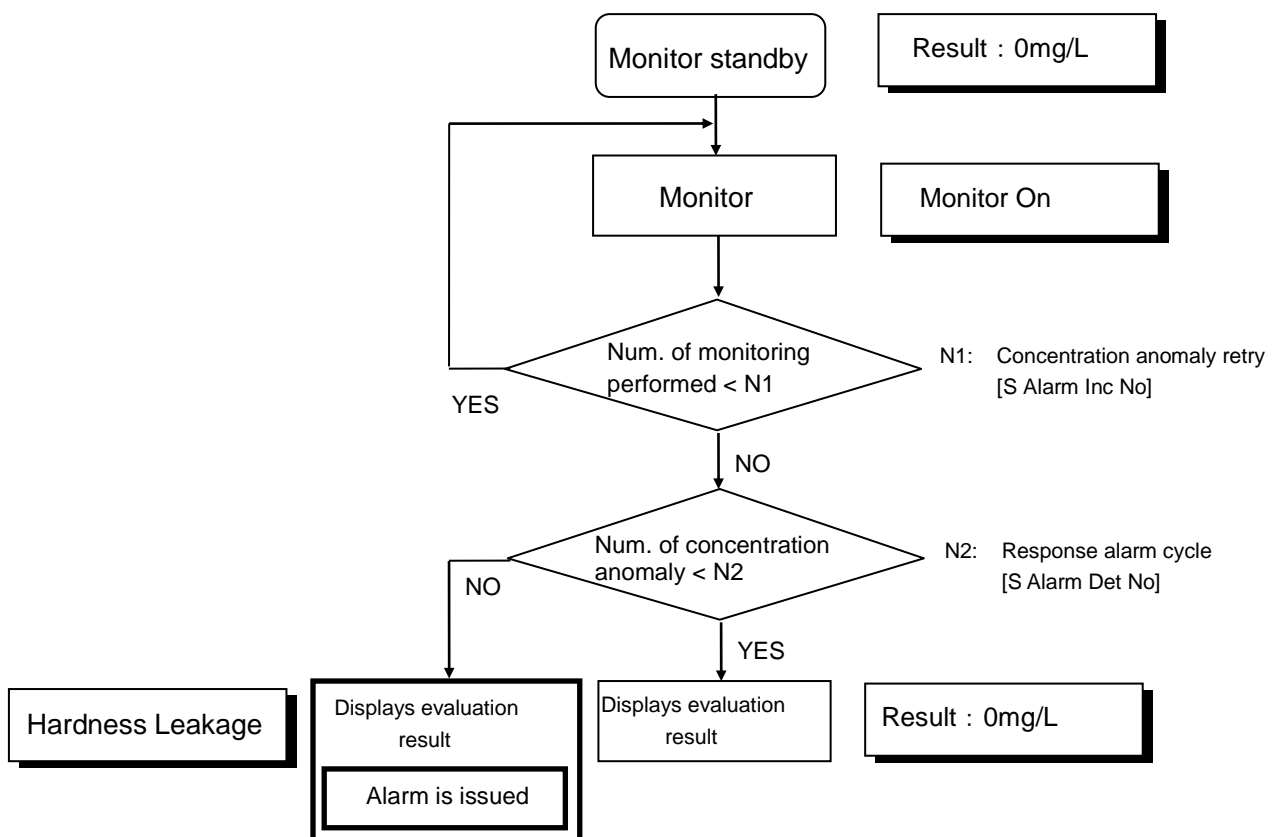 Monitor standby
Result：0mg/L
Monitor
Monitor On
Num. of monitoring
performed < N1
N1: Concentration anomaly retry
[S Alarm Inc No]
YES
NO
Num. of concentration
anomaly < N2
N2: Response alarm cycle
[S Alarm Det No]
NO
YES
Hardness Leakage
Displays evaluation
result
Alarm is issued
Displays evaluation
result
Result：0mg/L